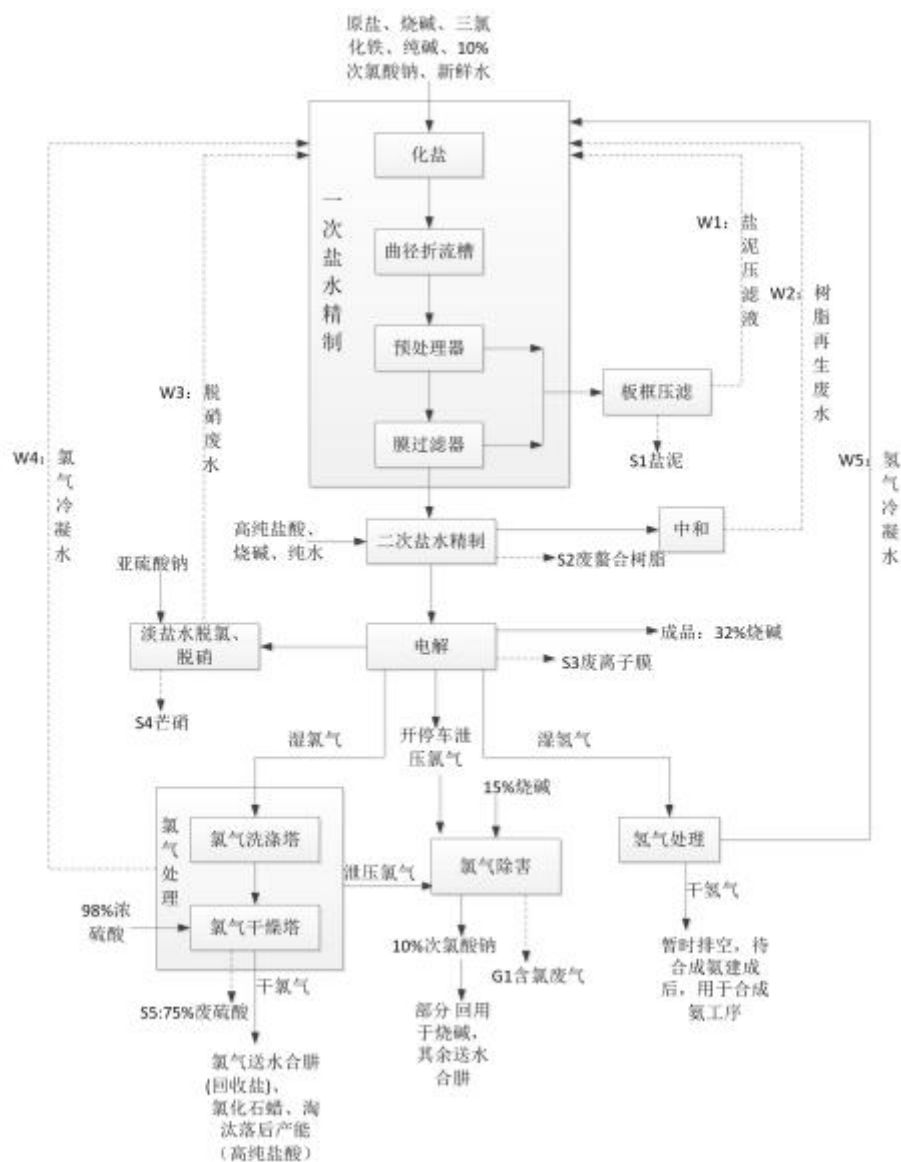 原盐、烧碱、三氯
化铁、纯碱、10%
次氯酸钠、新鲜水
化盐
一次盐水精制
曲径折流槽
W1：盐泥压滤液
W2：树脂再生废水
预处理器
板框压滤
W3：脱硝废水
膜过滤器
S1盐泥
W4：氯气冷凝水
W5：氢气冷凝水
高纯盐酸、
烧碱、纯水
二次盐水精制
中和
S2废螯合树脂
亚硫酸钠
淡盐水脱氯、
脱硝
电解
成品：32%烧碱
S3废离子膜
S4芒硝
湿氯气
开停车泄
压氯气
湿氢气
15%烧碱
氯气处理
氯气洗涤塔
泄压氯气
氯气除害
氢气处理
98%浓
硫酸
氯气干燥塔
干氢气
10%次氯酸钠
G1含氯废气
暂时排空，待
合成氨建成
后，用于合成
氨工序
S5:75%废硫酸
干氯气
部分回用
于烧碱，
其余送水
合肼
氯气送水合肼
(回收盐)、
氯化石蜡、淘
汰落后产能
（高纯盐酸）